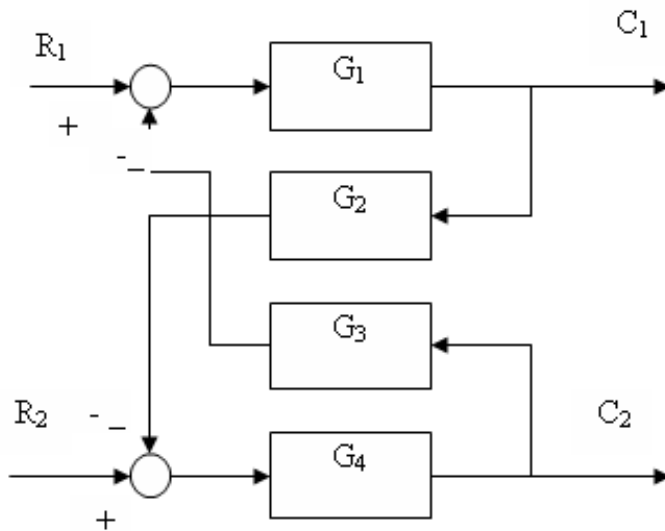 C₁
R₁
G₁
+
-_
G₂
G₃
R₂
-_
C₂
G₄
+